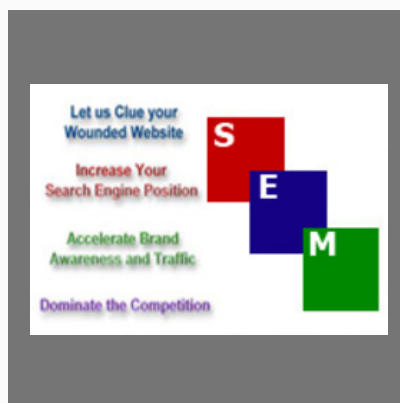 Let us Clue your
Wounded Website
Increase Your
Search Engine Position
Accelerate Brand
Awareness and Traffic
Dominate the Competition
S
E
M